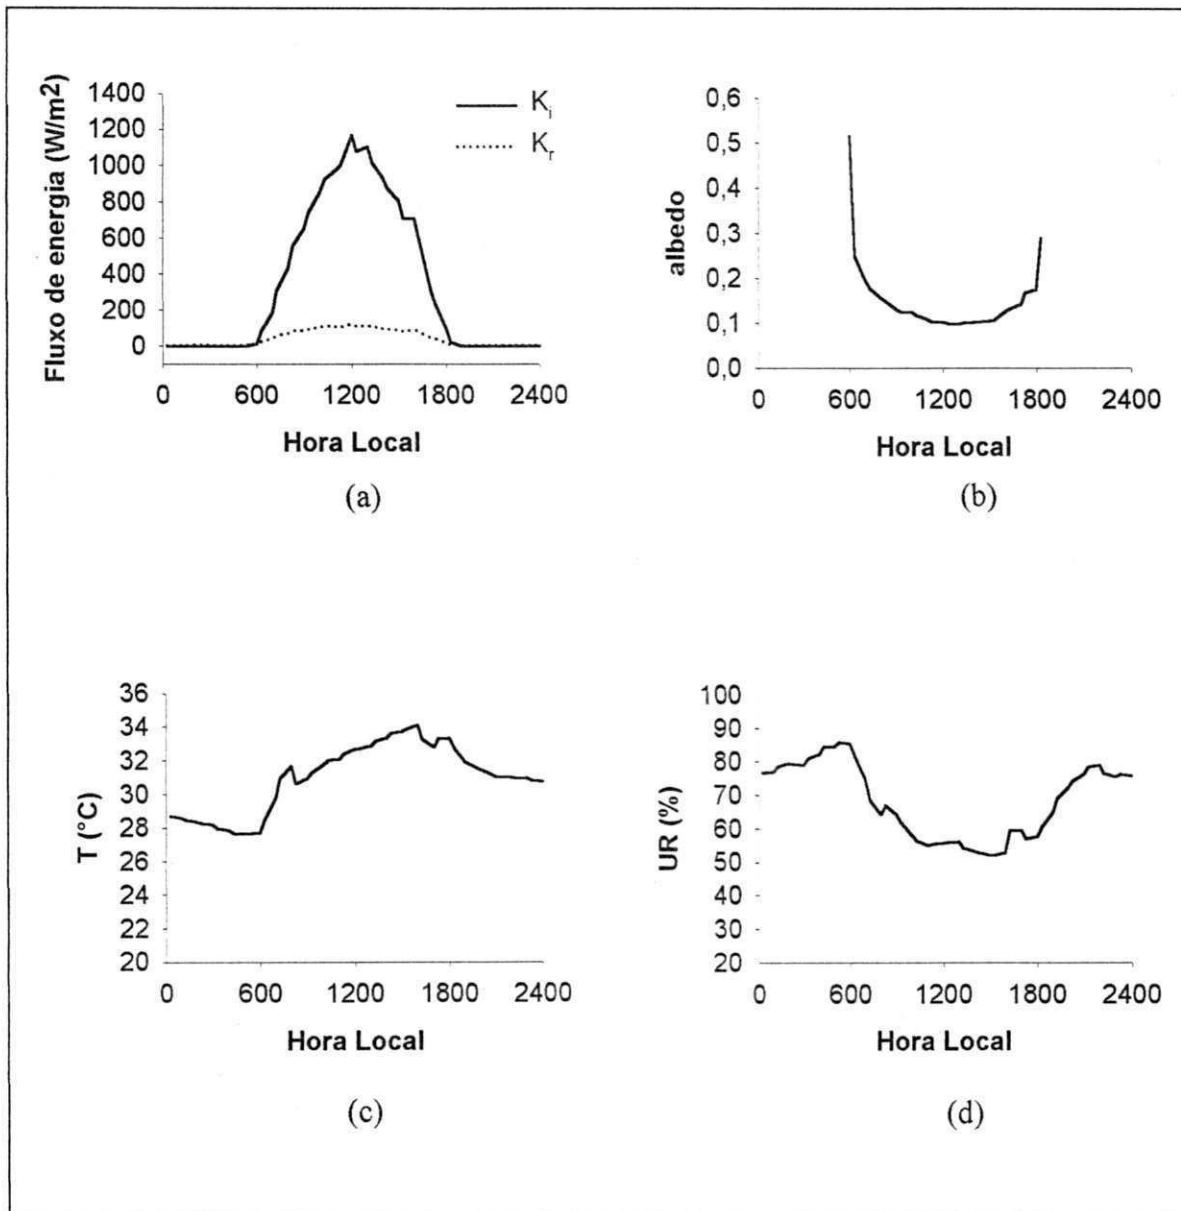 Fluxo de energia (W/m2)
1400
1200
1000
800
600
400
200
0
0 600 1200 1800 2400
Hora Local
K_i
K_r
(a)
albedo
0,6
0,5
0,4
0,3
0,2
0,1
0,0
0 600 1200 1800 2400
Hora Local
(b)
T (°C)
36
34
32
30
28
26
24
22
20
0 600 1200 1800 2400
Hora Local
(c)
UR (%)
100
90
80
70
60
50
40
30
20
0 600 1200 1800 2400
Hora Local
(d)